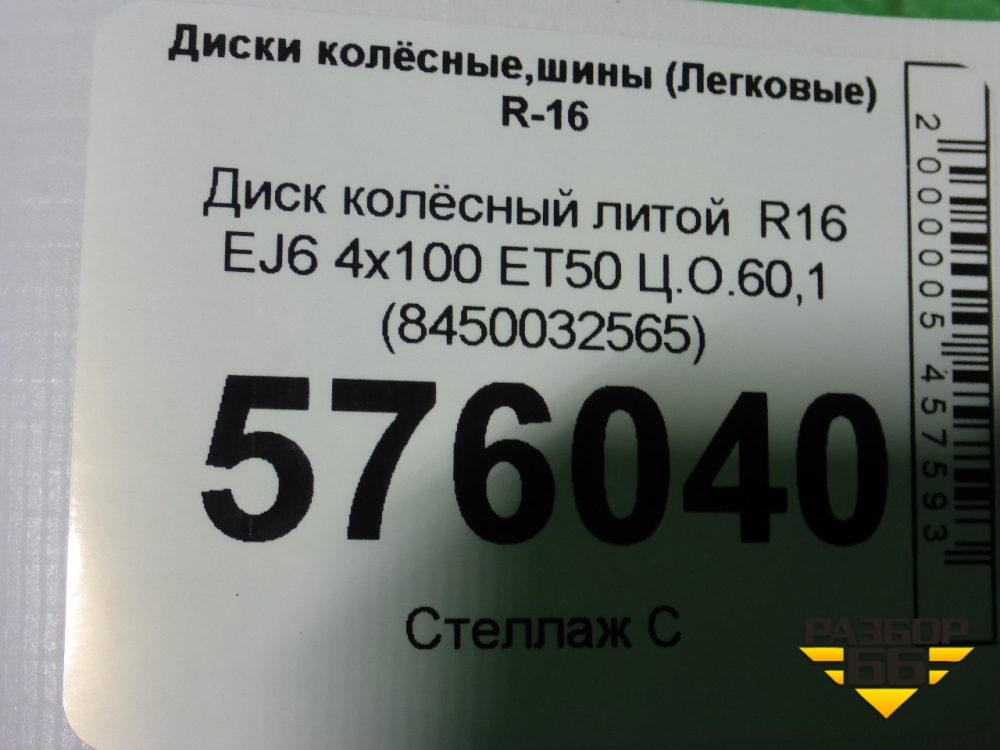 Диски колёсные,шины (Легковые)
R-16
Диск колёсный литой R16
EJ6 4x100 ET50 Ц.О.60,1
(8450032565)
576040
Стеллаж С
2000005457593
РАЗБОР
66